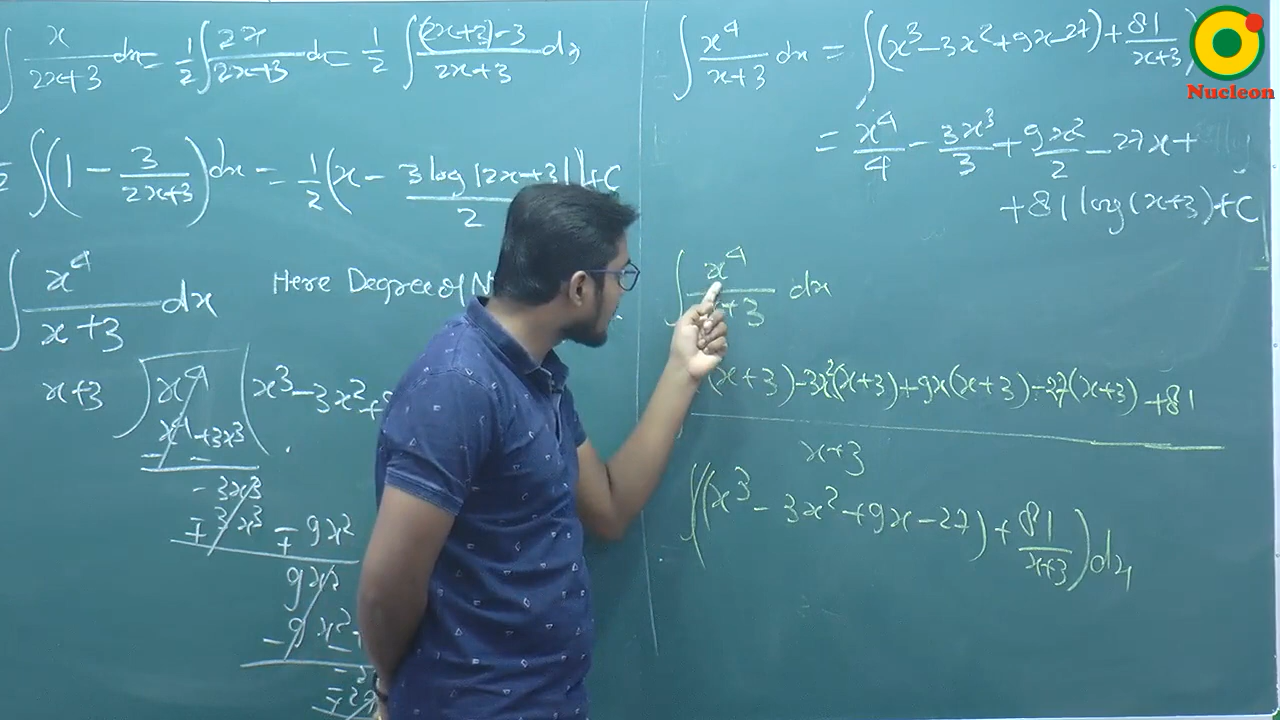 ∫ x/(2x+3) dx = 1/2 ∫ 2x/(2x+3) dx = 1/2 ∫ ((2x+3)-3)/(2x+3) dx
∫ (1 - 3/(2x+3)) dx = 1/2 (x - 3 log|2x+3|/2) + C
∫ x⁴/(x+3) dx Here Degree of N
x+3 ) x⁴ ( x³ - 3x² +
x⁴ + 3x³
- -
- 3x³
∓ 3x³ ∓ 9x²
9x²
- 9x² -
∫ x⁴/(x+3) dx = ∫ (x³ - 3x² + 9x - 27) + 81/(x+3)
= x⁴/4 - 3x³/3 + 9x²/2 - 27x +
+ 81 log(x+3) + C
∫ x⁴/ +3 dx
(x+3) - 3x²(x+3) + 9x(x+3) - 27(x+3) + 81
x+3
∫ ((x³ - 3x² + 9x - 27) + 81/(x+3)) dx
Nucleon